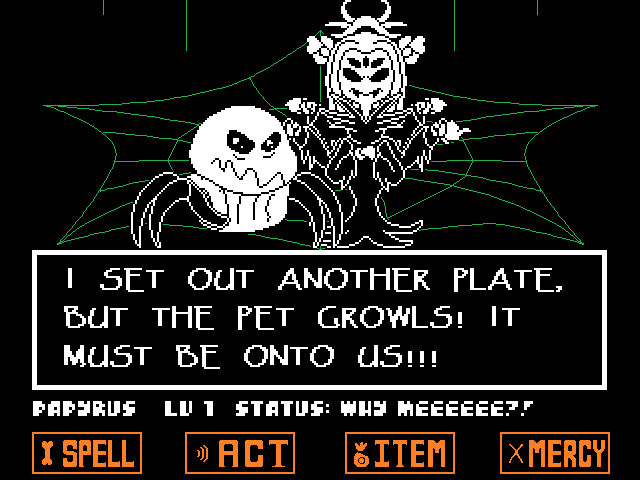 I SET OUT ANOTHER PLATE,
BUT THE PET GROWLS! IT
MUST BE ONTO US!!!
PAPYRUS LV 1 STATUS: WHY MEEEEEE?!
SPELL ACT ITEM MERCY